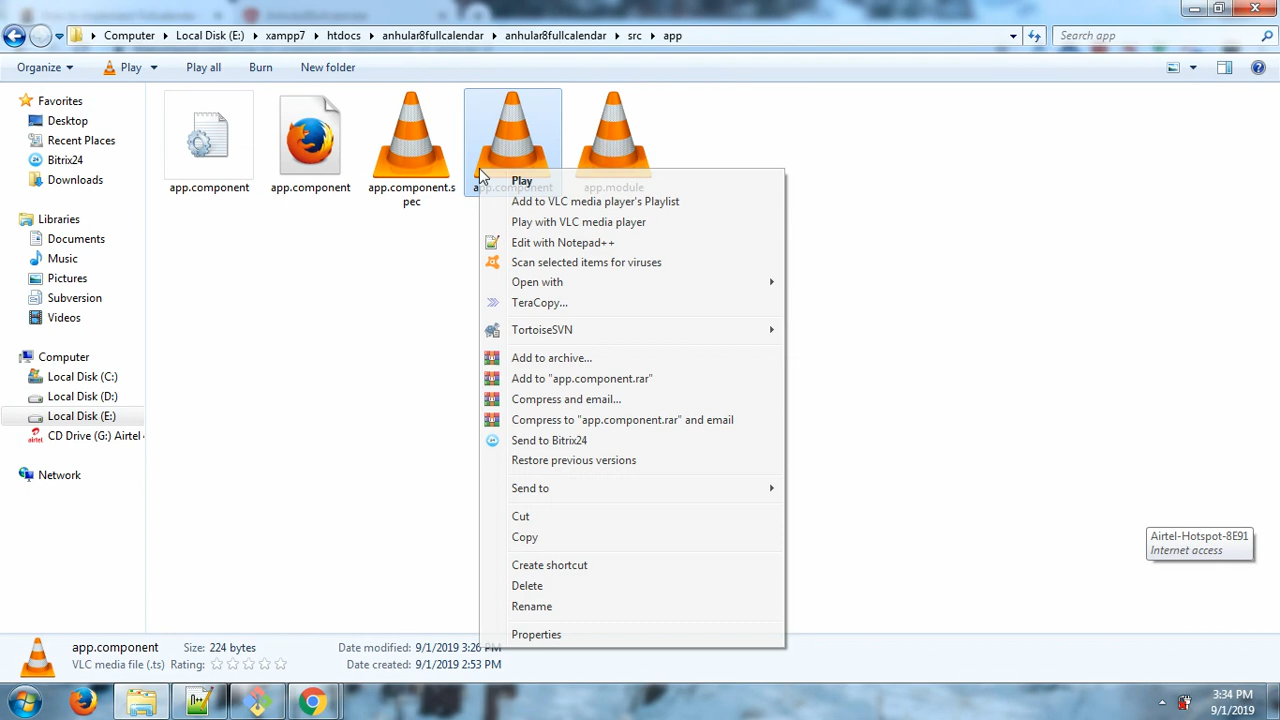 Computer
Local Disk (E:)
xampp7
htdocs
anhular8fullcalendar
anhular8fullcalendar
src
app
Search app
Organize
Play
Play all
Burn
New folder
Favorites
Desktop
Recent Places
Bitrix24
Downloads
Libraries
Documents
Music
Pictures
Subversion
Videos
Computer
Local Disk (C:)
Local Disk (D:)
Local Disk (E:)
CD Drive (G:) Airtel
Network
app.component
app.component
app.component.s
pec
app.component
app.module
Play
Add to VLC media player's Playlist
Play with VLC media player
Edit with Notepad++
Scan selected items for viruses
Open with
TeraCopy...
TortoiseSVN
Add to archive...
Add to "app.component.rar"
Compress and email...
Compress to "app.component.rar" and email
Send to Bitrix24
Restore previous versions
Send to
Cut
Copy
Create shortcut
Delete
Rename
Properties
Airtel-Hotspot-8E91
Internet access
app.component
Size: 224 bytes
Date modified: 9/1/2019 3:26 PM
VLC media file (.ts)
Rating:
Date created: 9/1/2019 2:53 PM
3:34 PM
9/1/2019